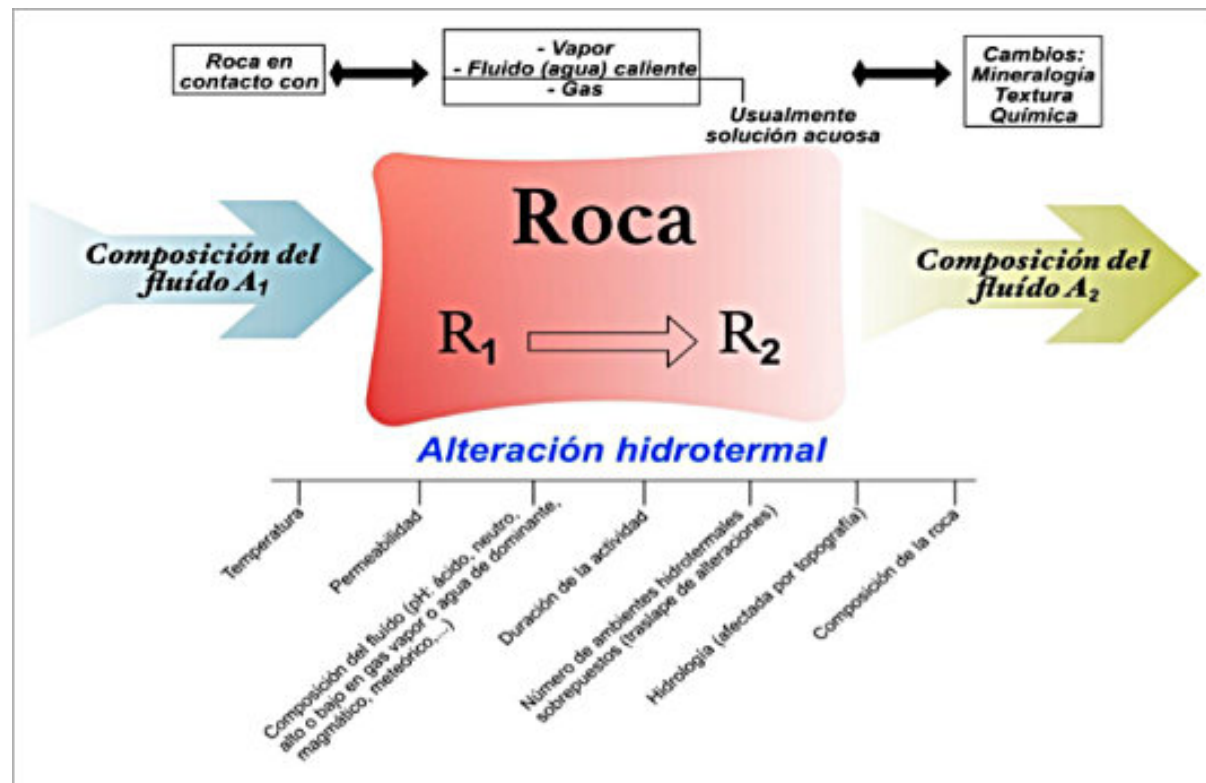 Roca en
contacto con
- Vapor
- Fluido (agua) caliente
- Gas
Usualmente
solución acuosa
Cambios:
Mineralogía
Textura
Química
Composición del
fluído A₁
Roca
R₁
R₂
Composición del
fluído A₂
Alteración hidrotermal
Temperatura
Permeabilidad
Composición del fluído (pH: ácido, neutro,
alto o bajo en gas vapor o agua de dominante,
magmático, meteórico,...)
Duración de la actividad
Número de ambientes hidrotermales
sobrepuestos (traslape de alteraciones)
Hidrología (afectada por topografía)
Composición de la roca